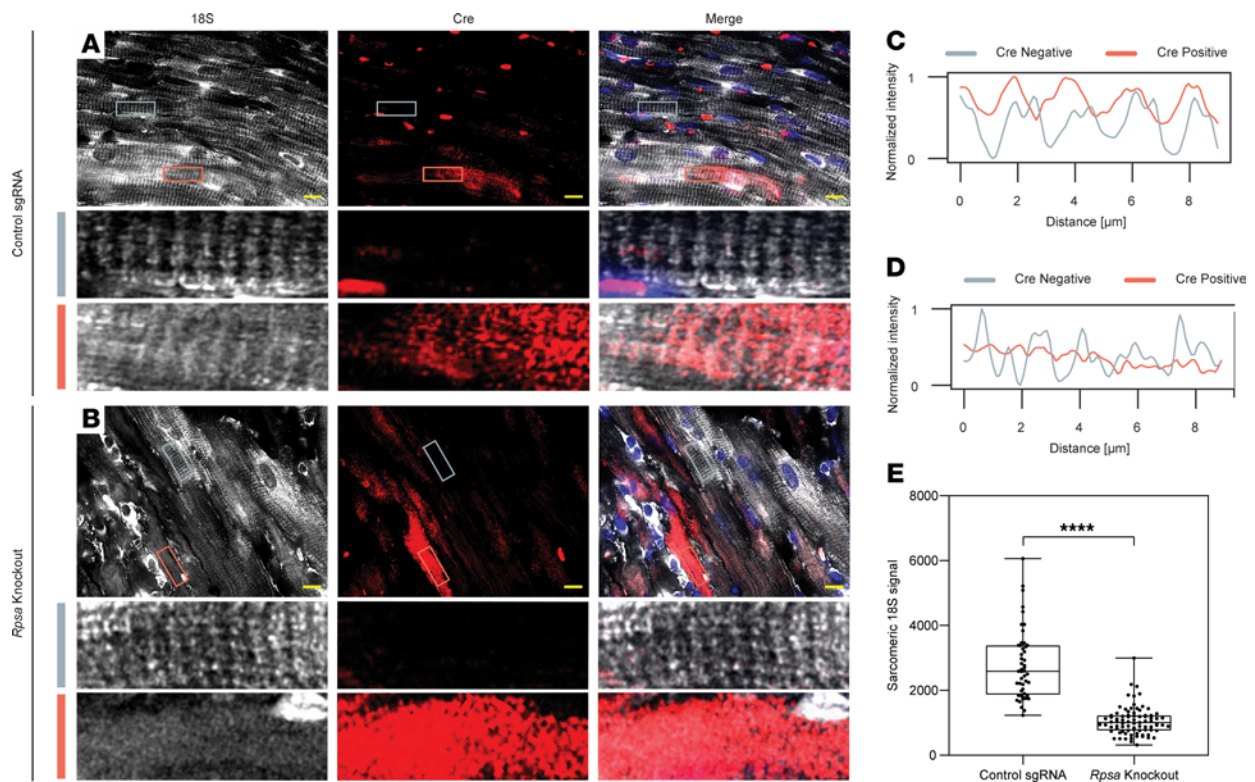 18S Cre Merge
Control sgRNA
A
Rpsa Knockout
B
C
Cre Negative Cre Positive
Normalized intensity
1
0
0 2 4 6 8
Distance [µm]
D
Cre Negative Cre Positive
Normalized intensity
1
0
0 2 4 6 8
Distance [µm]
E
Sarcomeric 18S signal
8000
6000
4000
2000
0
****
Control sgRNA Rpsa Knockout